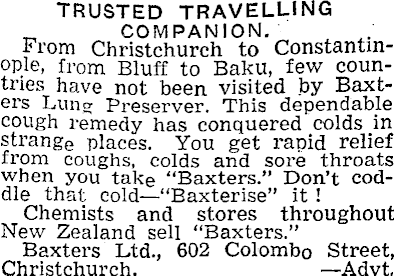 TRUSTED TRAVELLING
COMPANION.
From Christchurch to Constantin-
ople, from Bluff to Baku, few coun-
tries have not been visited by Baxt-
ers Lung Preserver. This dependable
cough remedy has conquered colds in
strange places. You get rapid relief
from coughs, colds and sore throats
when you take "Baxters." Don't cod-
dle that cold—"Baxterise" it !
Chemists and stores throughout
New Zealand sell "Baxters."
Baxters Ltd., 602 Colombo Street,
Christchurch. —Advt.